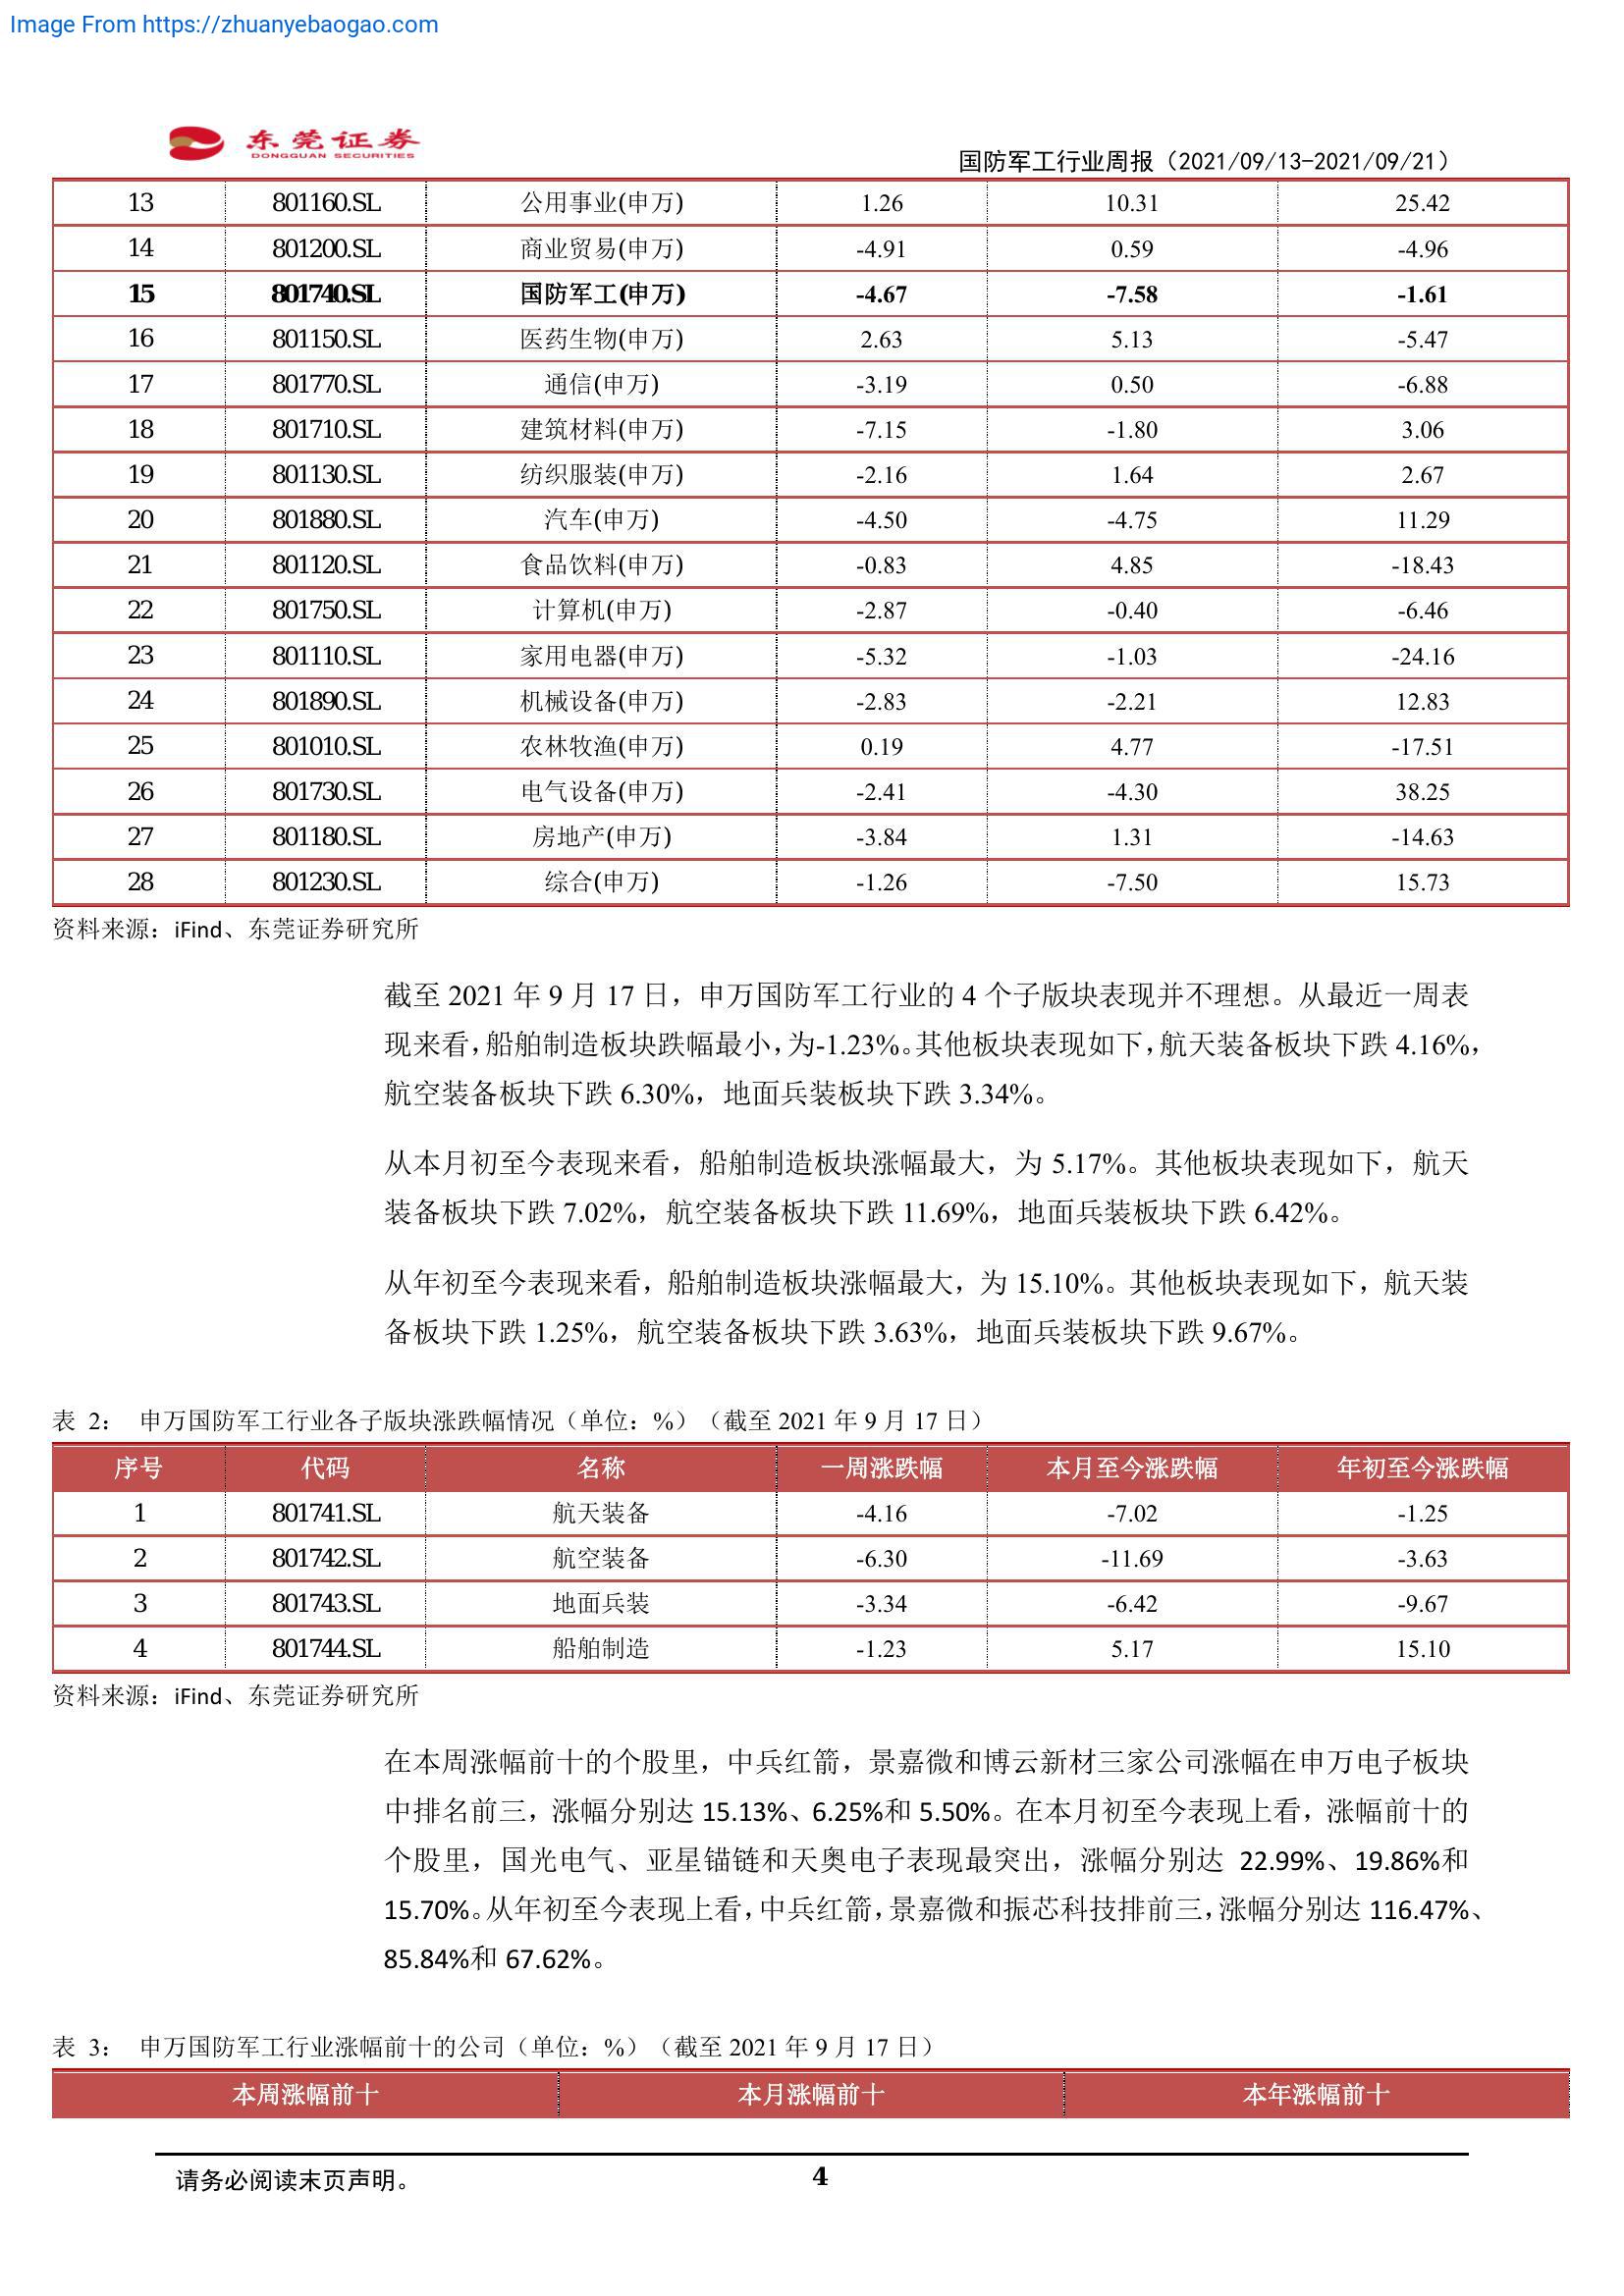 Image From https://zhuanyebaogao.com
东莞证券
DONGGUAN SECURITIES
国防军工行业周报（2021/09/13-2021/09/21）
13 801160.SL 公用事业(申万) 1.26 10.31 25.42
14 801200.SL 商业贸易(申万) -4.91 0.59 -4.96
15 801740.SL 国防军工(申万) -4.67 -7.58 -1.61
16 801150.SL 医药生物(申万) 2.63 5.13 -5.47
17 801770.SL 通信(申万) -3.19 0.50 -6.88
18 801710.SL 建筑材料(申万) -7.15 -1.80 3.06
19 801130.SL 纺织服装(申万) -2.16 1.64 2.67
20 801880.SL 汽车(申万) -4.50 -4.75 11.29
21 801120.SL 食品饮料(申万) -0.83 4.85 -18.43
22 801750.SL 计算机(申万) -2.87 -0.40 -6.46
23 801110.SL 家用电器(申万) -5.32 -1.03 -24.16
24 801890.SL 机械设备(申万) -2.83 -2.21 12.83
25 801010.SL 农林牧渔(申万) 0.19 4.77 -17.51
26 801730.SL 电气设备(申万) -2.41 -4.30 38.25
27 801180.SL 房地产(申万) -3.84 1.31 -14.63
28 801230.SL 综合(申万) -1.26 -7.50 15.73
资料来源：iFind、东莞证券研究所
截至 2021 年 9 月 17 日，申万国防军工行业的 4 个子版块表现并不理想。从最近一周表
现来看，船舶制造板块跌幅最小，为-1.23%。其他板块表现如下，航天装备板块下跌 4.16%，
航空装备板块下跌 6.30%，地面兵装板块下跌 3.34%。
从本月初至今表现来看，船舶制造板块涨幅最大，为 5.17%。其他板块表现如下，航天
装备板块下跌 7.02%，航空装备板块下跌 11.69%，地面兵装板块下跌 6.42%。
从年初至今表现来看，船舶制造板块涨幅最大，为 15.10%。其他板块表现如下，航天装
备板块下跌 1.25%，航空装备板块下跌 3.63%，地面兵装板块下跌 9.67%。
表 2： 申万国防军工行业各子版块涨跌幅情况（单位：%）（截至 2021 年 9 月 17 日）
序号 代码 名称 一周涨跌幅 本月至今涨跌幅 年初至今涨跌幅
1 801741.SL 航天装备 -4.16 -7.02 -1.25
2 801742.SL 航空装备 -6.30 -11.69 -3.63
3 801743.SL 地面兵装 -3.34 -6.42 -9.67
4 801744.SL 船舶制造 -1.23 5.17 15.10
资料来源：iFind、东莞证券研究所
在本周涨幅前十的个股里，中兵红箭，景嘉微和博云新材三家公司涨幅在申万电子板块
中排名前三，涨幅分别达 15.13%、6.25%和 5.50%。在本月初至今表现上看，涨幅前十的
个股里，国光电气、亚星锚链和天奥电子表现最突出，涨幅分别达 22.99%、19.86%和
15.70%。从年初至今表现上看，中兵红箭，景嘉微和振芯科技排前三，涨幅分别达 116.47%、
85.84%和 67.62%。
表 3： 申万国防军工行业涨幅前十的公司（单位：%）（截至 2021 年 9 月 17 日）
本周涨幅前十 本月涨幅前十 本年涨幅前十
请务必阅读末页声明。 4